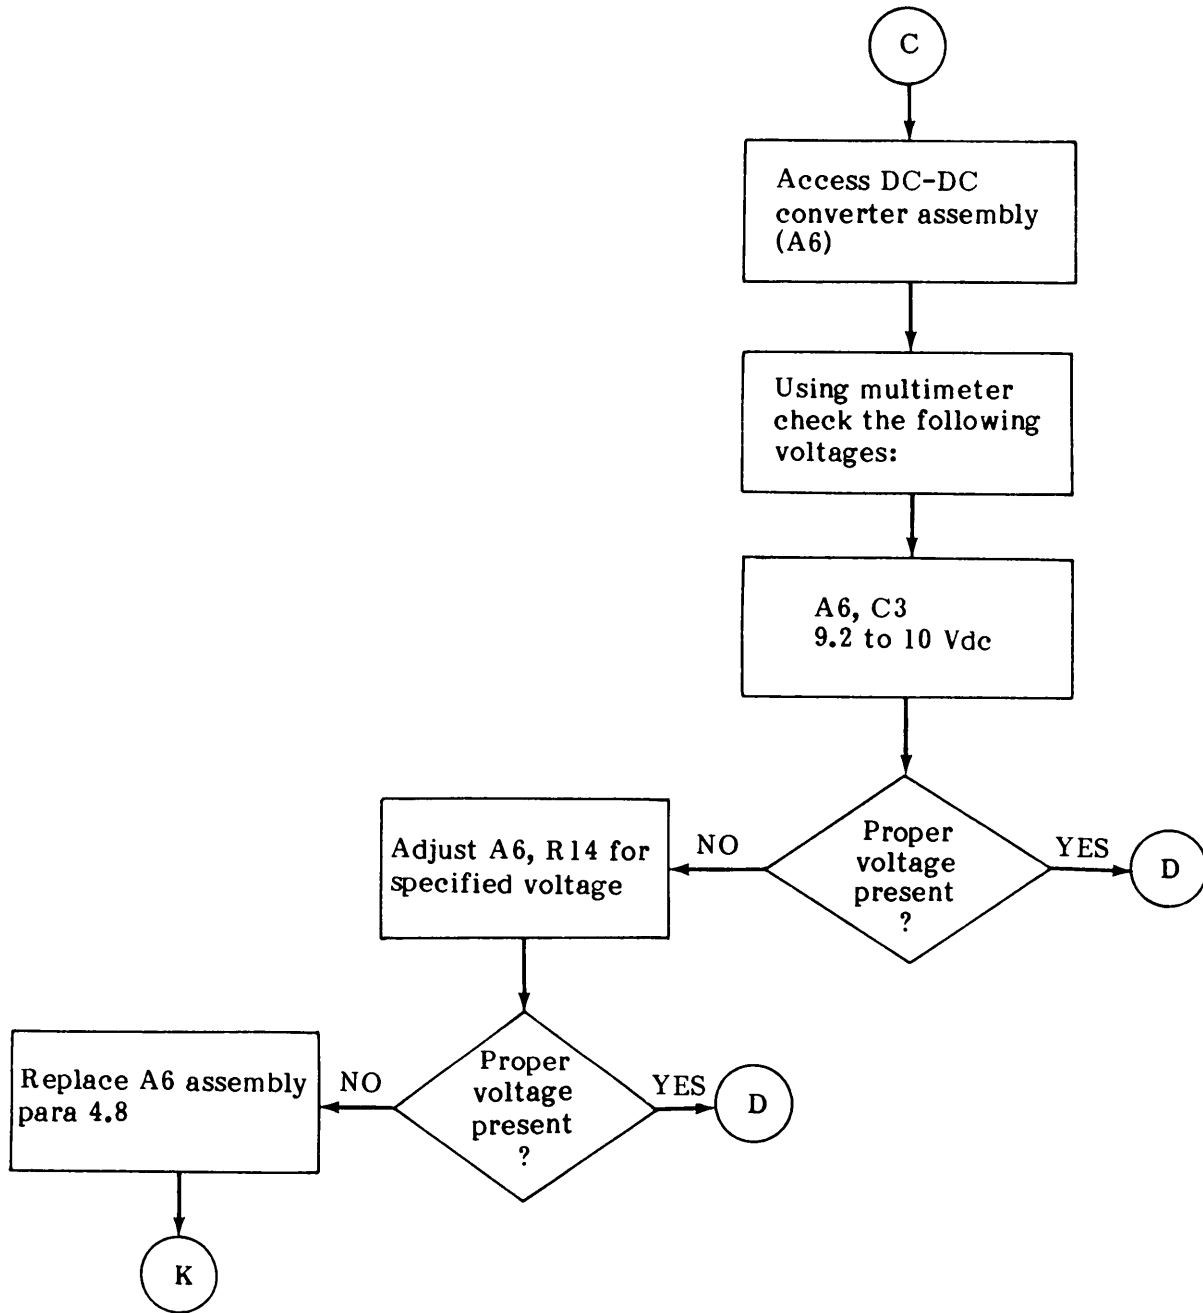 C
Access DC-DC
converter assembly
(A6)
Using multimeter
check the following
voltages:
A6, C3
9.2 to 10 Vdc
Proper
voltage
present
?
YES
D
NO
Adjust A6, R14 for
specified voltage
Proper
voltage
present
?
YES
D
NO
Replace A6 assembly
para 4.8
K